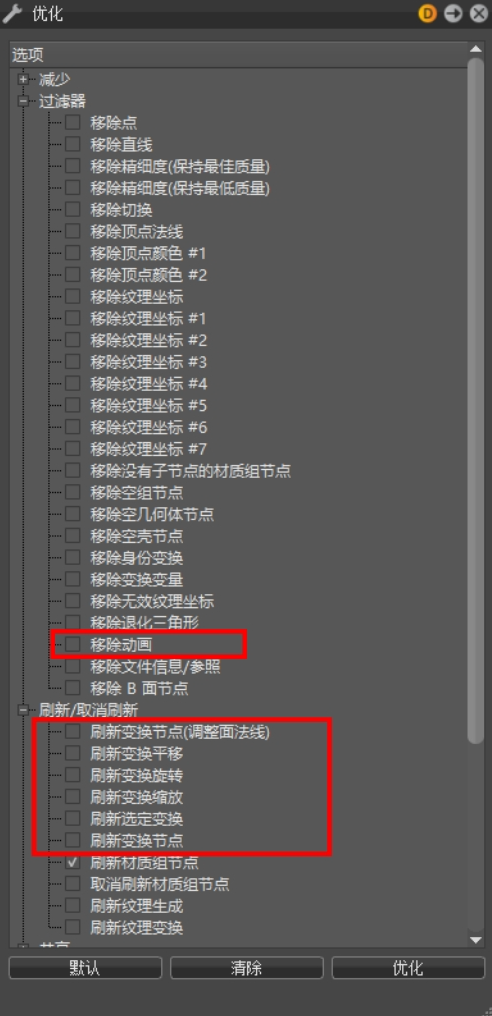 优化
D
选项
减少
过滤器
移除点
移除直线
移除精细度(保持最佳质量)
移除精细度(保持最低质量)
移除切换
移除顶点法线
移除顶点颜色 #1
移除顶点颜色 #2
移除纹理坐标
移除纹理坐标 #1
移除纹理坐标 #2
移除纹理坐标 #3
移除纹理坐标 #4
移除纹理坐标 #5
移除纹理坐标 #6
移除纹理坐标 #7
移除没有子节点的材质组节点
移除空组节点
移除空几何体节点
移除空壳节点
移除身份变换
移除变换变量
移除无效纹理坐标
移除退化三角形
移除动画
移除文件信息/参照
移除 B 面节点
刷新/取消刷新
刷新变换节点(调整面法线)
刷新变换平移
刷新变换旋转
刷新变换缩放
刷新选定变换
刷新变换节点
刷新材质组节点
取消刷新材质组节点
刷新纹理生成
刷新纹理变换
共享
默认 清除 优化